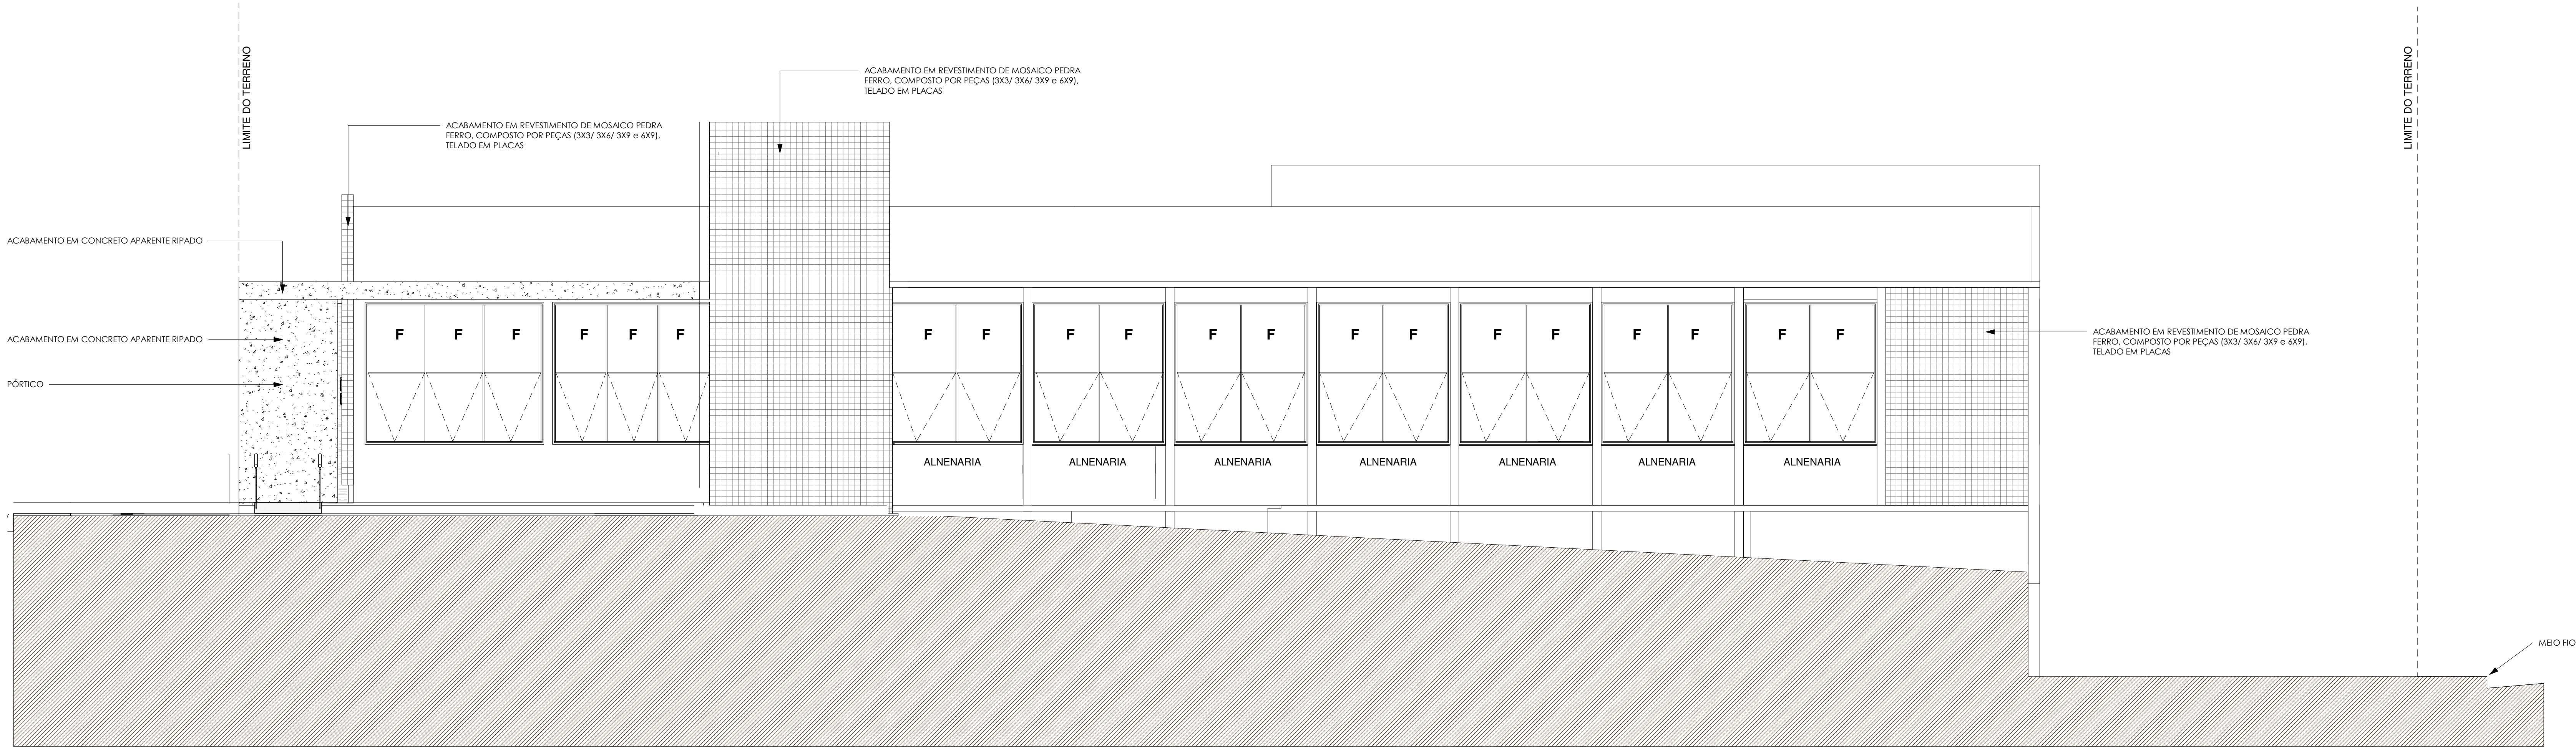 LIMITE DO TERRENO
LIMITE DO TERRENO
ACABAMENTO EM REVESTIMENTO DE MOSAICO PEDRA
FERRO, COMPOSTO POR PEÇAS (3X3/ 3X6/ 3X9 e 6X9),
TELADO EM PLACAS
ACABAMENTO EM REVESTIMENTO DE MOSAICO PEDRA
FERRO, COMPOSTO POR PEÇAS (3X3/ 3X6/ 3X9 e 6X9),
TELADO EM PLACAS
ACABAMENTO EM CONCRETO APARENTE RIPADO
ACABAMENTO EM CONCRETO APARENTE RIPADO
PÓRTICO
F F F F F F F F F F F F F F F F F F F F
ACABAMENTO EM REVESTIMENTO DE MOSAICO PEDRA
FERRO, COMPOSTO POR PEÇAS (3X3/ 3X6/ 3X9 e 6X9),
TELADO EM PLACAS
ALNENARIA ALNENARIA ALNENARIA ALNENARIA ALNENARIA ALNENARIA ALNENARIA
MEIO FIO